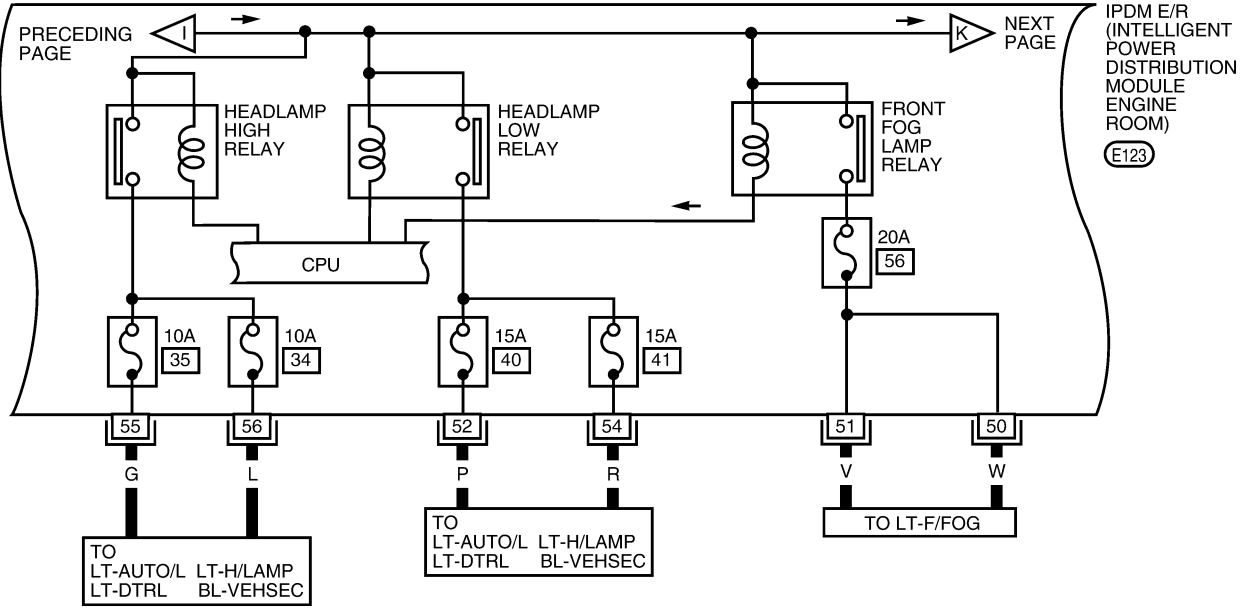 PRECEDING
PAGE
I
K
NEXT
PAGE
IPDM E/R
(INTELLIGENT
POWER
DISTRIBUTION
MODULE
ENGINE
ROOM)
E123
HEADLAMP
HIGH
RELAY
HEADLAMP
LOW
RELAY
FRONT
FOG
LAMP
RELAY
CPU
20A
56
10A
35
10A
34
15A
40
15A
41
55
56
52
54
51
50
G
L
P
R
V
W
TO
LT-AUTO/L LT-H/LAMP
LT-DTRL BL-VEHSEC
TO
LT-AUTO/L LT-H/LAMP
LT-DTRL BL-VEHSEC
TO LT-F/FOG